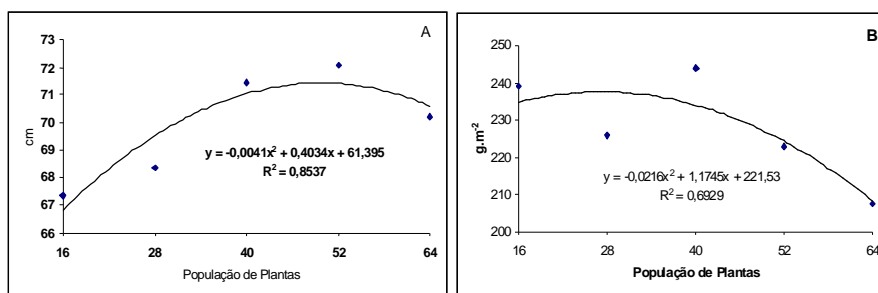 A
73
72
71
70
69
68
67
66
cm
y = -0,0041x² + 0,4034x + 61,395
R² = 0,8537
16 28 40 52 64
População de Plantas
B
250
240
230
220
210
200
g.m⁻²
y = -0,0216x² + 1,1745x + 221,53
R² = 0,6929
16 28 40 52 64
População de Plantas